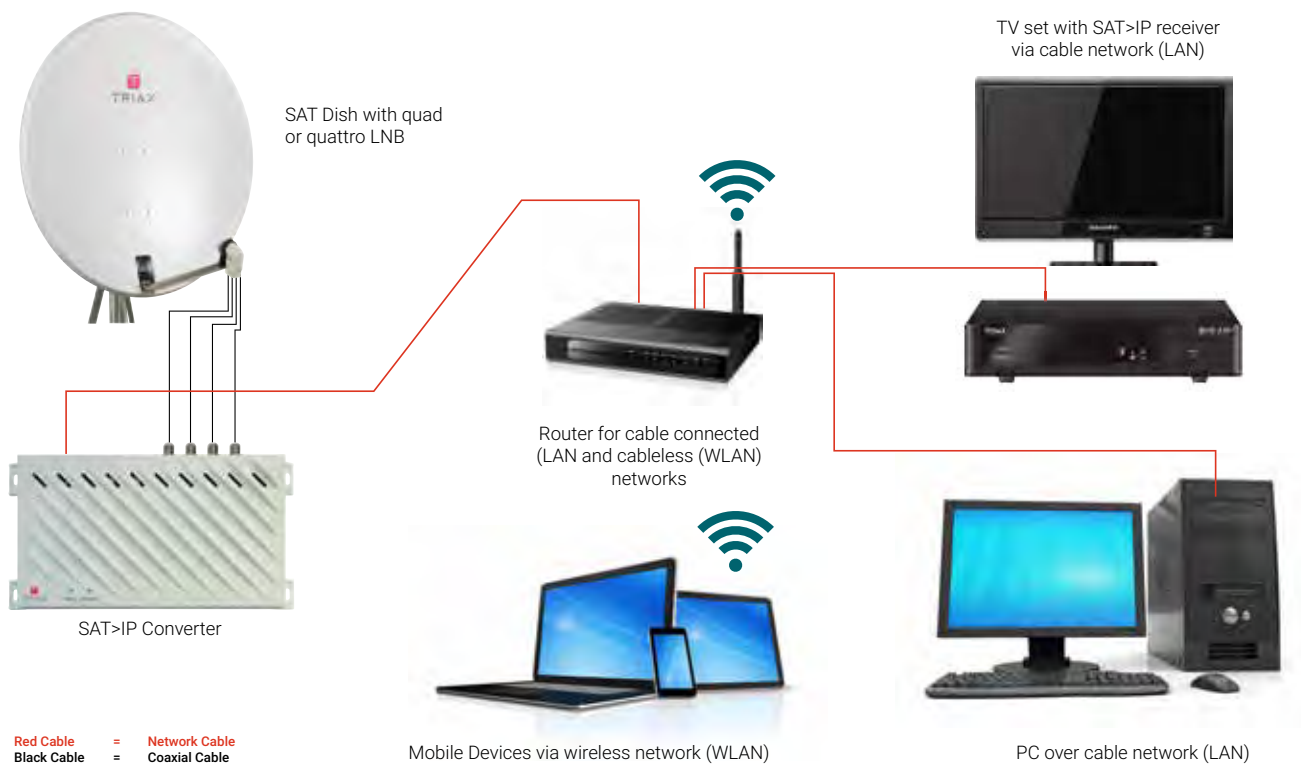 TRIAX
SAT Dish with quad
or quattro LNB
TV set with SAT>IP receiver
via cable network (LAN)
Router for cable connected
(LAN and cableless (WLAN)
networks
SAT>IP Converter
Red Cable = Network Cable
Black Cable = Coaxial Cable
Mobile Devices via wireless network (WLAN)
PC over cable network (LAN)